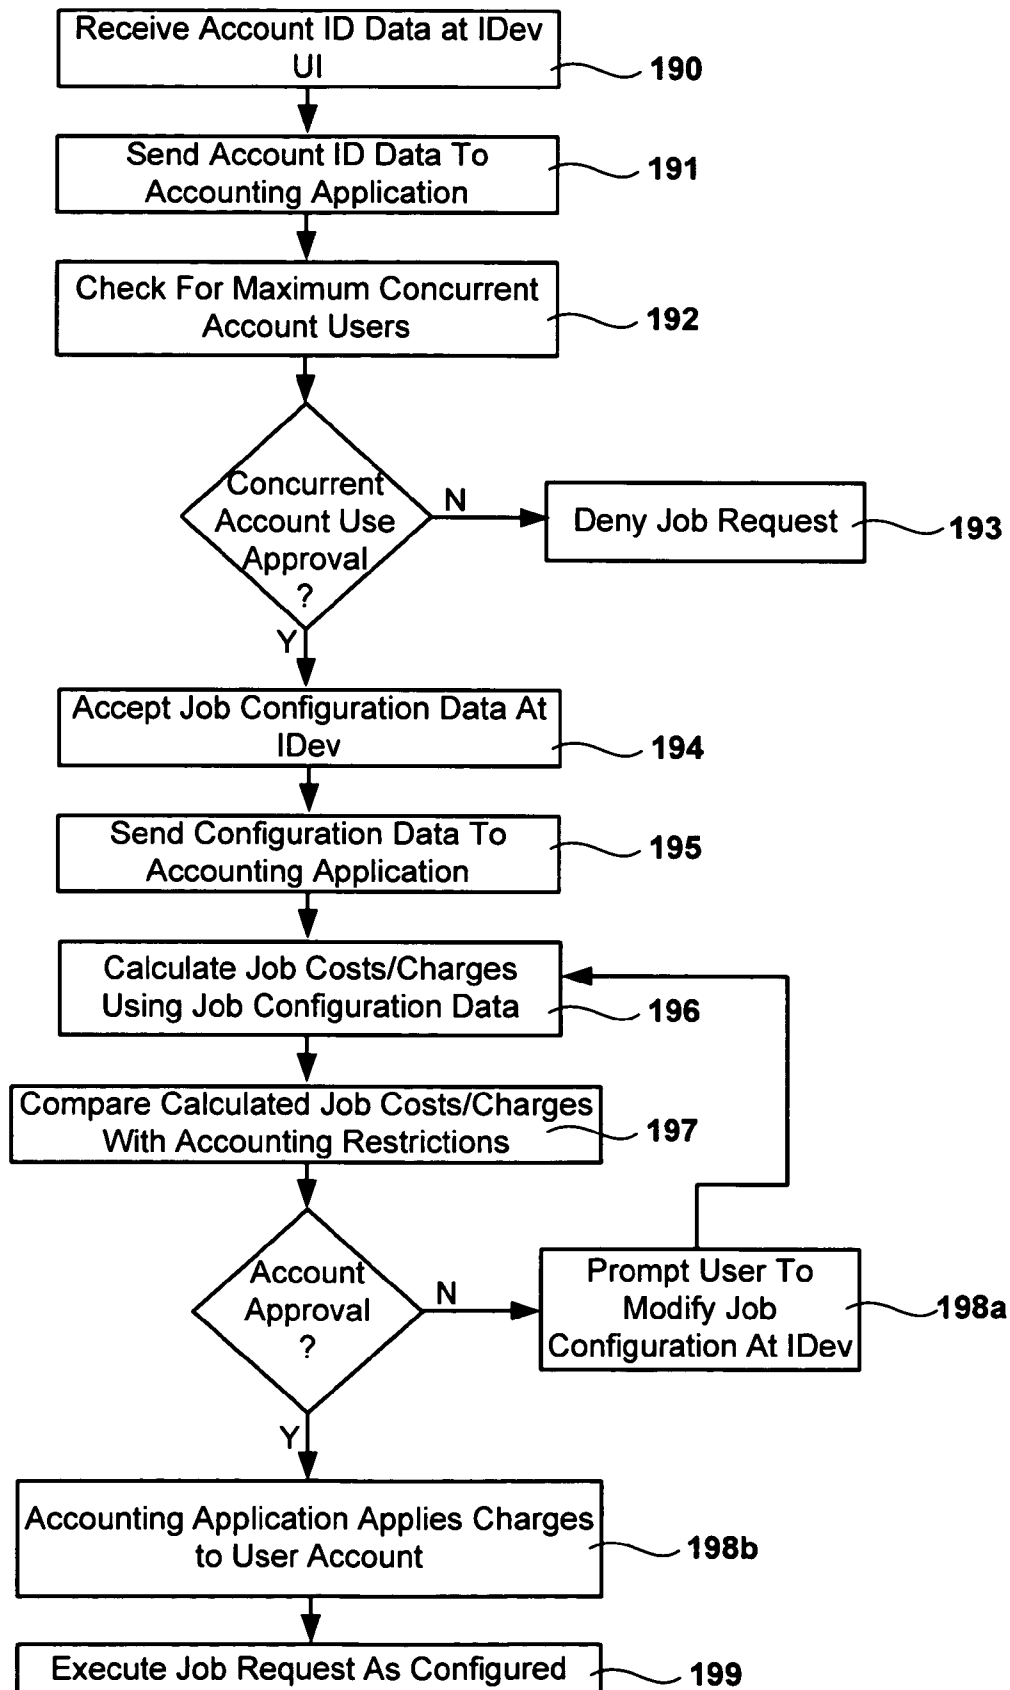 Receive Account ID Data at IDev
UI
190
Send Account ID Data To
Accounting Application
191
Check For Maximum Concurrent
Account Users
192
Concurrent
Account Use
Approval
?
N
Deny Job Request
193
Y
Accept Job Configuration Data At
IDev
194
Send Configuration Data To
Accounting Application
195
Calculate Job Costs/Charges
Using Job Configuration Data
196
Compare Calculated Job Costs/Charges
With Accounting Restrictions
197
Account
Approval
?
N
Prompt User To
Modify Job
Configuration At IDev
198a
Y
Accounting Application Applies Charges
to User Account
198b
Execute Job Request As Configured
199